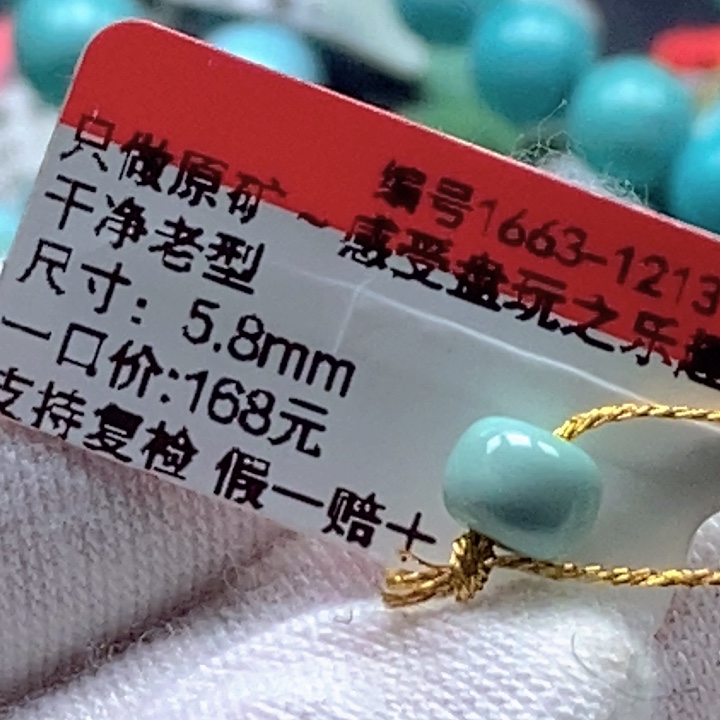 编号1663-1213
只做原矿~感受盘玩之乐趣
干净老型
尺寸：5.8mm
一口价:168元
支持复检 假一赔十